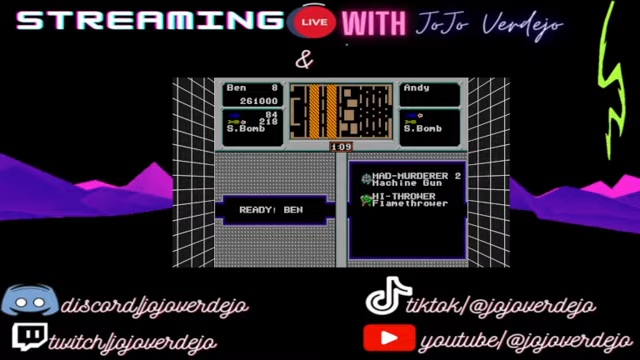 STREAMING LIVE WITH JoJo Verdejo
&
Ben 8
261000
84
218
S.Bomb
Andy
S.Bomb
1:09
READY! BEN
MAD-MURDERER 2
Machine Gun
HI-THROWER
Flamethrower
discord/jojoverdejo
tiktok/@jojoverdejo
twitch/jojoverdejo
youtube/@jojoverdejo